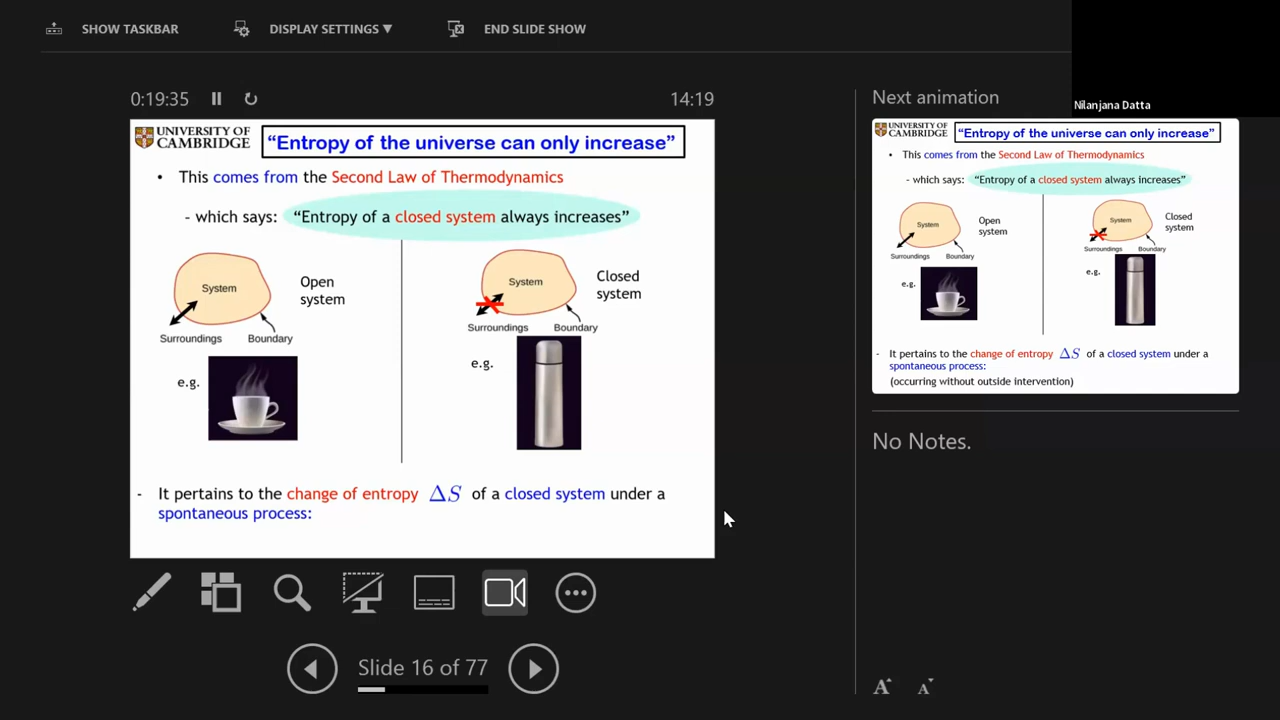 SHOW TASKBAR
DISPLAY SETTINGS ▼
END SLIDE SHOW
0:19:35
14:19
UNIVERSITY OF
CAMBRIDGE
“Entropy of the universe can only increase”
• This comes from the Second Law of Thermodynamics
- which says: “Entropy of a closed system always increases”
System
Open
system
Surroundings
Boundary
e.g.
System
Closed
system
Surroundings
Boundary
e.g.
- It pertains to the change of entropy ΔS of a closed system under a
spontaneous process:
Slide 16 of 77
Next animation
Nilanjana Datta
UNIVERSITY OF
CAMBRIDGE
“Entropy of the universe can only increase”
• This comes from the Second Law of Thermodynamics
- which says: “Entropy of a closed system always increases”
System
Open
system
Surroundings
Boundary
e.g.
System
Closed
system
Surroundings
Boundary
e.g.
- It pertains to the change of entropy ΔS of a closed system under a
spontaneous process:
(occurring without outside intervention)
No Notes.
A A